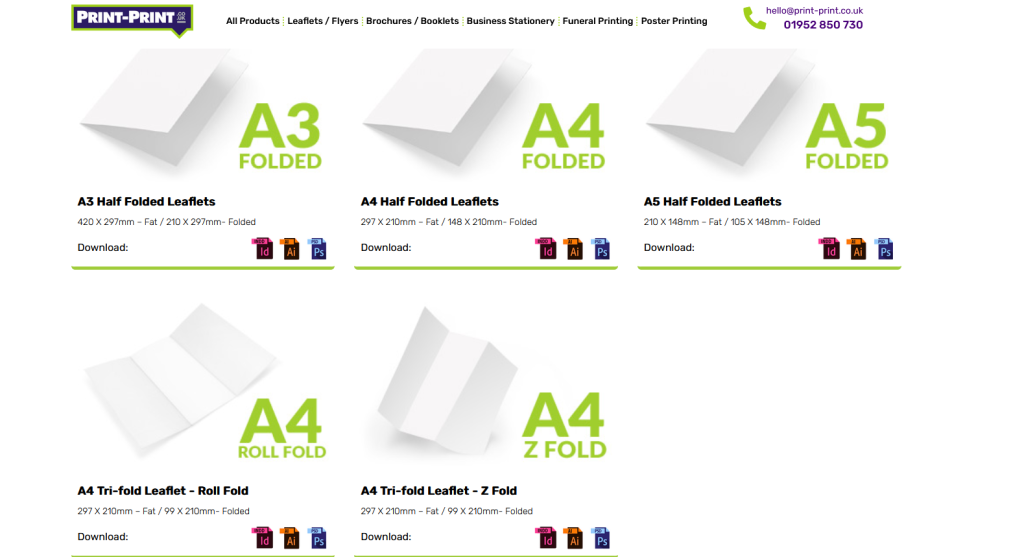 PRINT-PRINT .CO.UK
All Products Leaflets / Flyers Brochures / Booklets Business Stationery Funeral Printing Poster Printing
hello@print-print.co.uk
01952 850 730
A3 FOLDED
A4 FOLDED
A5 FOLDED
A3 Half Folded Leaflets
420 X 297mm – Fat / 210 X 297mm- Folded
Download: Id Ai Ps
A4 Half Folded Leaflets
297 X 210mm – Fat / 148 X 210mm- Folded
Download: Id Ai Ps
A5 Half Folded Leaflets
210 X 148mm – Fat / 105 X 148mm- Folded
Download: Id Ai Ps
A4
ROLL FOLD
A4
Z FOLD
A4 Tri-fold Leaflet - Roll Fold
297 X 210mm – Fat / 99 X 210mm- Folded
Download: Id Ai Ps
A4 Tri-fold Leaflet - Z Fold
297 X 210mm – Fat / 99 X 210mm- Folded
Download: Id Ai Ps